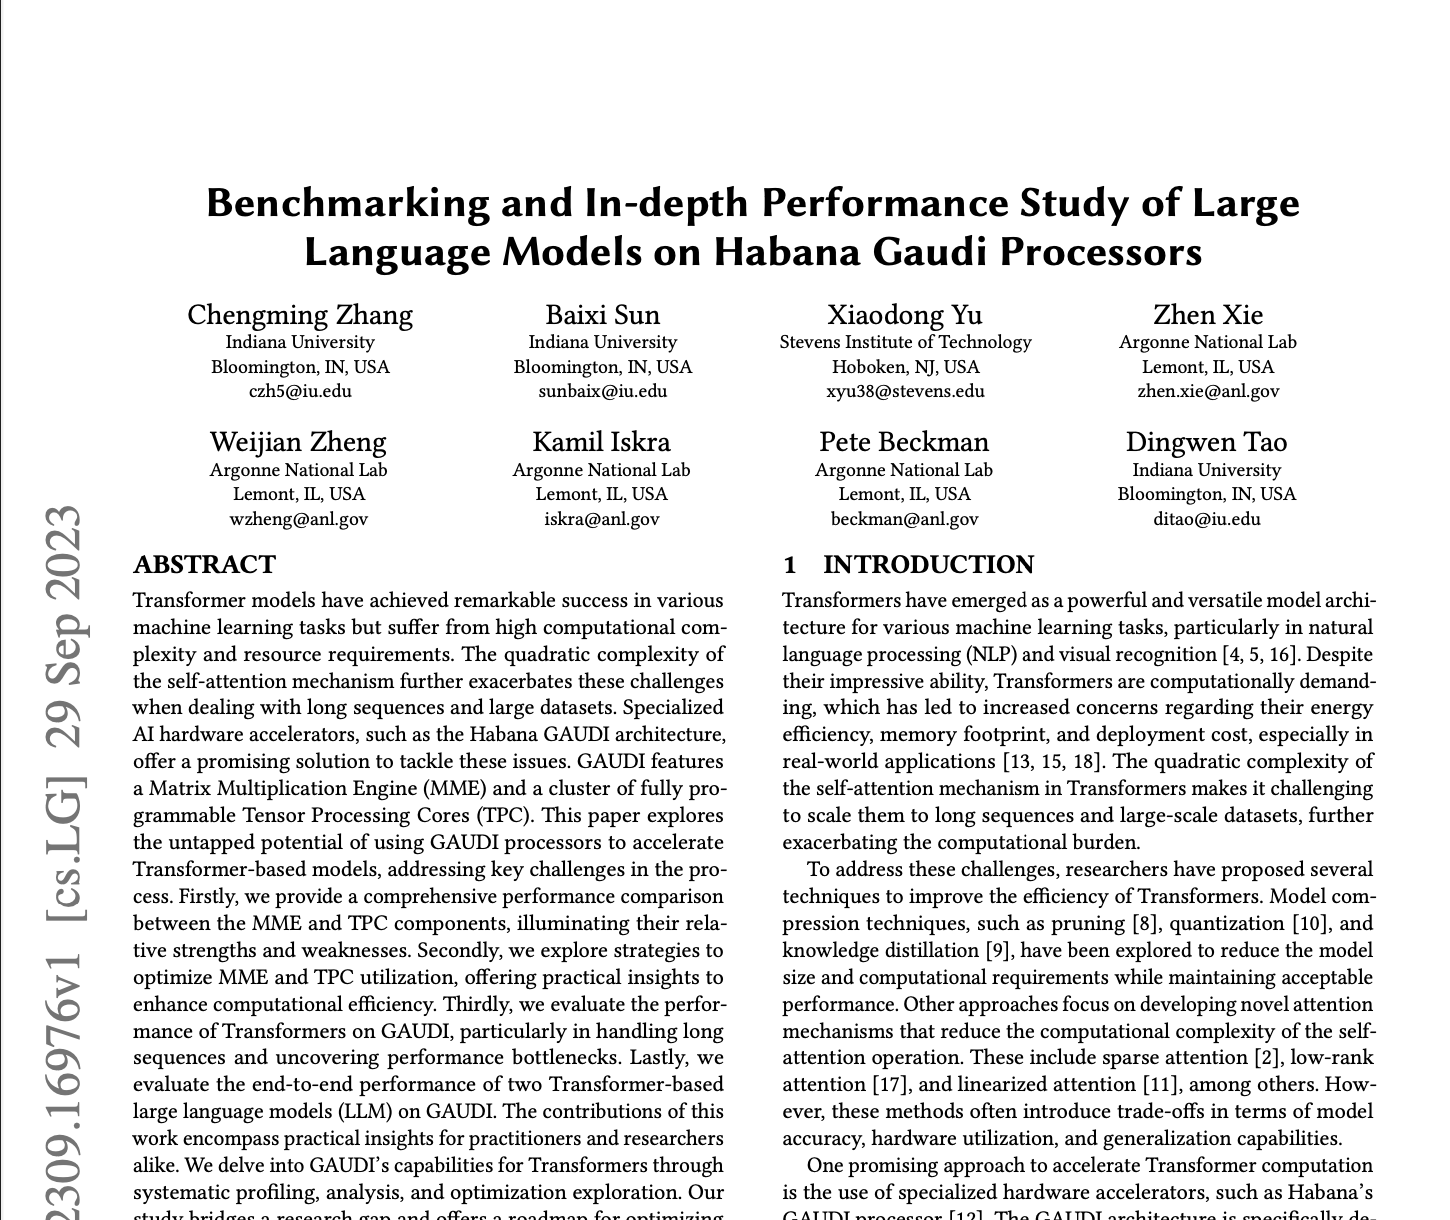 Benchmarking and In-depth Performance Study of Large
Language Models on Habana Gaudi Processors
Chengming Zhang
Indiana University
Bloomington, IN, USA
czh5@iu.edu
Baixi Sun
Indiana University
Bloomington, IN, USA
sunbaix@iu.edu
Xiaodong Yu
Stevens Institute of Technology
Hoboken, NJ, USA
xyu38@stevens.edu
Zhen Xie
Argonne National Lab
Lemont, IL, USA
zhen.xie@anl.gov
Weijian Zheng
Argonne National Lab
Lemont, IL, USA
wzheng@anl.gov
Kamil Iskra
Argonne National Lab
Lemont, IL, USA
iskra@anl.gov
Pete Beckman
Argonne National Lab
Lemont, IL, USA
beckman@anl.gov
Dingwen Tao
Indiana University
Bloomington, IN, USA
ditao@iu.edu
2309.16976v1 [cs.LG] 29 Sep 2023
ABSTRACT
Transformer models have achieved remarkable success in various
machine learning tasks but suffer from high computational com-
plexity and resource requirements. The quadratic complexity of
the self-attention mechanism further exacerbates these challenges
when dealing with long sequences and large datasets. Specialized
AI hardware accelerators, such as the Habana GAUDI architecture,
offer a promising solution to tackle these issues. GAUDI features
a Matrix Multiplication Engine (MME) and a cluster of fully pro-
grammable Tensor Processing Cores (TPC). This paper explores
the untapped potential of using GAUDI processors to accelerate
Transformer-based models, addressing key challenges in the pro-
cess. Firstly, we provide a comprehensive performance comparison
between the MME and TPC components, illuminating their rela-
tive strengths and weaknesses. Secondly, we explore strategies to
optimize MME and TPC utilization, offering practical insights to
enhance computational efficiency. Thirdly, we evaluate the perfor-
mance of Transformers on GAUDI, particularly in handling long
sequences and uncovering performance bottlenecks. Lastly, we
evaluate the end-to-end performance of two Transformer-based
large language models (LLM) on GAUDI. The contributions of this
work encompass practical insights for practitioners and researchers
alike. We delve into GAUDI's capabilities for Transformers through
systematic profiling, analysis, and optimization exploration. Our
study bridges a research gap and offers a roadmap for optimizing
1 INTRODUCTION
Transformers have emerged as a powerful and versatile model archi-
tecture for various machine learning tasks, particularly in natural
language processing (NLP) and visual recognition [4, 5, 16]. Despite
their impressive ability, Transformers are computationally demand-
ing, which has led to increased concerns regarding their energy
efficiency, memory footprint, and deployment cost, especially in
real-world applications [13, 15, 18]. The quadratic complexity of
the self-attention mechanism in Transformers makes it challenging
to scale them to long sequences and large-scale datasets, further
exacerbating the computational burden.
To address these challenges, researchers have proposed several
techniques to improve the efficiency of Transformers. Model com-
pression techniques, such as pruning [8], quantization [10], and
knowledge distillation [9], have been explored to reduce the model
size and computational requirements while maintaining acceptable
performance. Other approaches focus on developing novel attention
mechanisms that reduce the computational complexity of the self-
attention operation. These include sparse attention [2], low-rank
attention [17], and linearized attention [11], among others. How-
ever, these methods often introduce trade-offs in terms of model
accuracy, hardware utilization, and generalization capabilities.
One promising approach to accelerate Transformer computation
is the use of specialized hardware accelerators, such as Habana's
GAUDI processor [12]. The GAUDI architecture is specifically de-